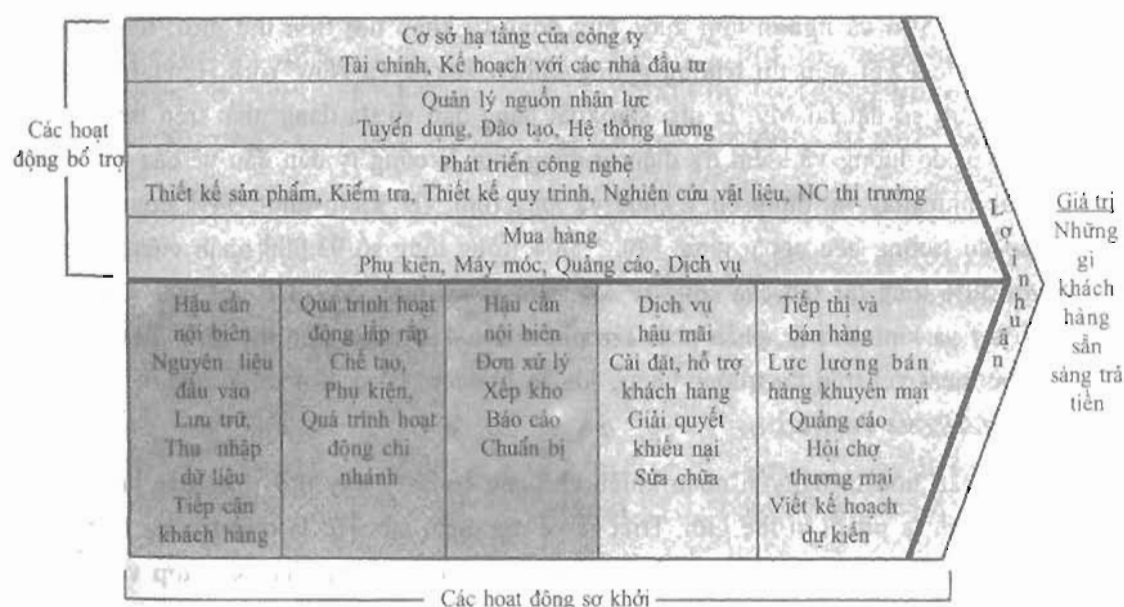 Cơ sở hạ tầng của công ty
Tài chính, Kế hoạch với các nhà đầu tư
Quản lý nguồn nhân lực
Tuyển dụng, Đào tạo, Hệ thống lương
Phát triển công nghệ
Thiết kế sản phẩm, Kiểm tra, Thiết kế quy trình, Nghiên cứu vật liệu, NC thị trường
Mua hàng
Phụ kiện, Máy móc, Quảng cáo, Dịch vụ
Các hoạt
động bổ trợ
Hậu cần
nội biên
Nguyên liệu
đầu vào
Lưu trữ,
Thu nhập
dữ liệu
Tiếp cận
khách hàng
Quá trình hoạt
động lắp ráp
Chế tạo,
Phụ kiện,
Quá trình hoạt
động chi
nhánh
Hậu cần
nội biên
Đơn xử lý
Xếp kho
Báo cáo
Chuẩn bị
Dịch vụ
hậu mãi
Cài đặt, hỗ trợ
khách hàng
Giải quyết
khiếu nại
Sửa chữa
Tiếp thị và
bán hàng
Lực lượng bán
hàng khuyến mại
Quảng cáo
Hội chợ
thương mại
Viết kế hoạch
dự kiến
Lợi nhuận
Giá trị
Những
gì
khách
hàng
sẵn
sàng trả
tiền
Các hoạt động sơ khởi